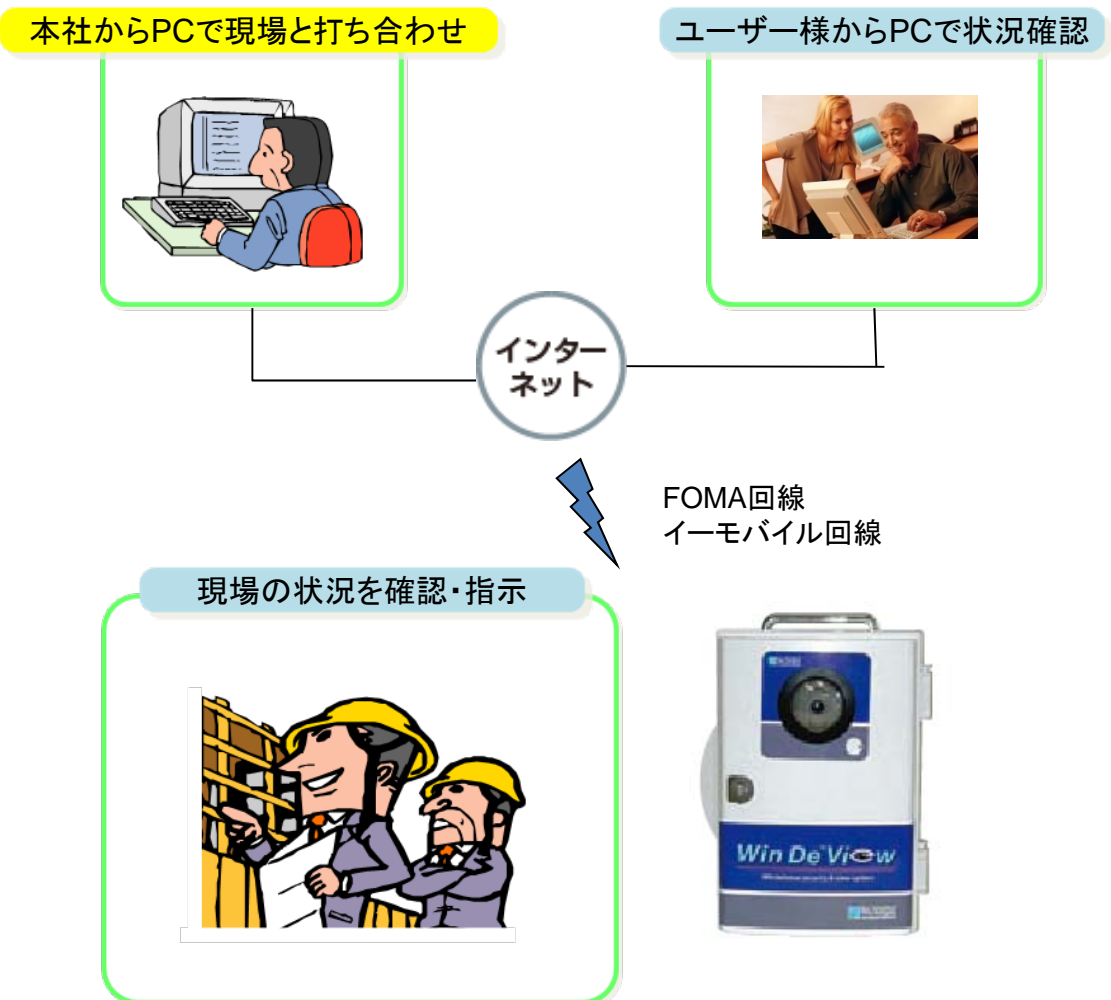 本社からPCで現場と打ち合わせ
ユーザー様からPCで状況確認
インター
ネット
FOMA回線
イーモバイル回線
現場の状況を確認・指示
Win De'View